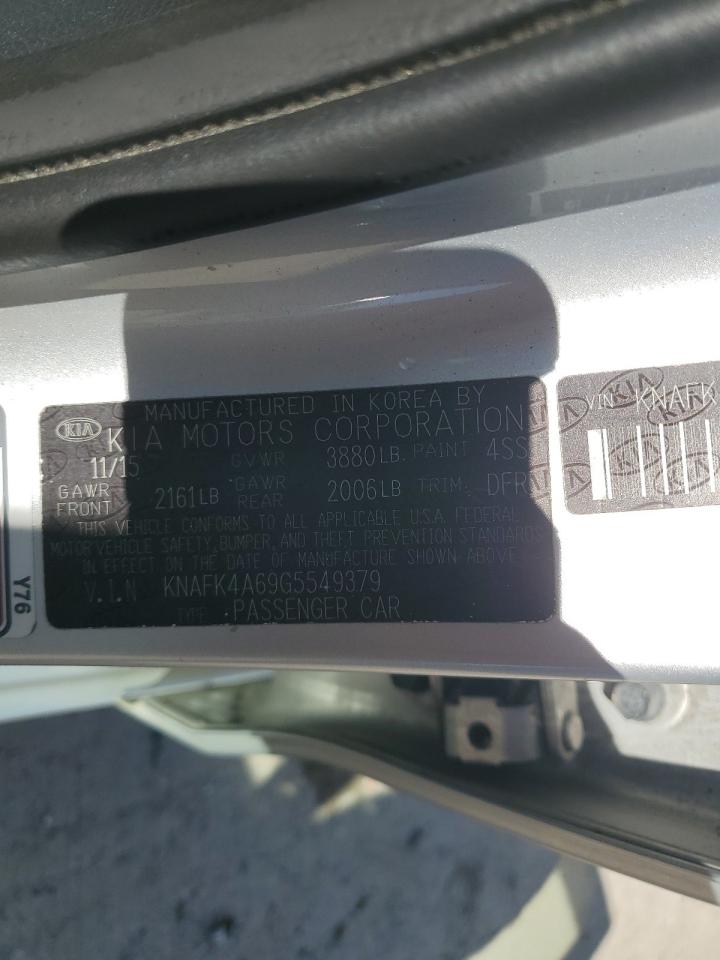 MANUFACTURED IN KOREA BY
KIA
KIA MOTORS CORPORATION
11/15 GVWR 3880LB. PAINT 4SS
GAWR FRONT 2161LB GAWR REAR 2006LB TRIM: DFR
THIS VEHICLE CONFORMS TO ALL APPLICABLE U.S.A. FEDERAL
MOTOR VEHICLE SAFETY, BUMPER, AND THEFT PREVENTION STANDARDS
IN EFFECT ON THE DATE OF MANUFACTURE SHOWN ABOVE.
V.I.N KNAFK4A69G5549379
TYPE: PASSENGER CAR
Y76
VIN KNAFK
KIA